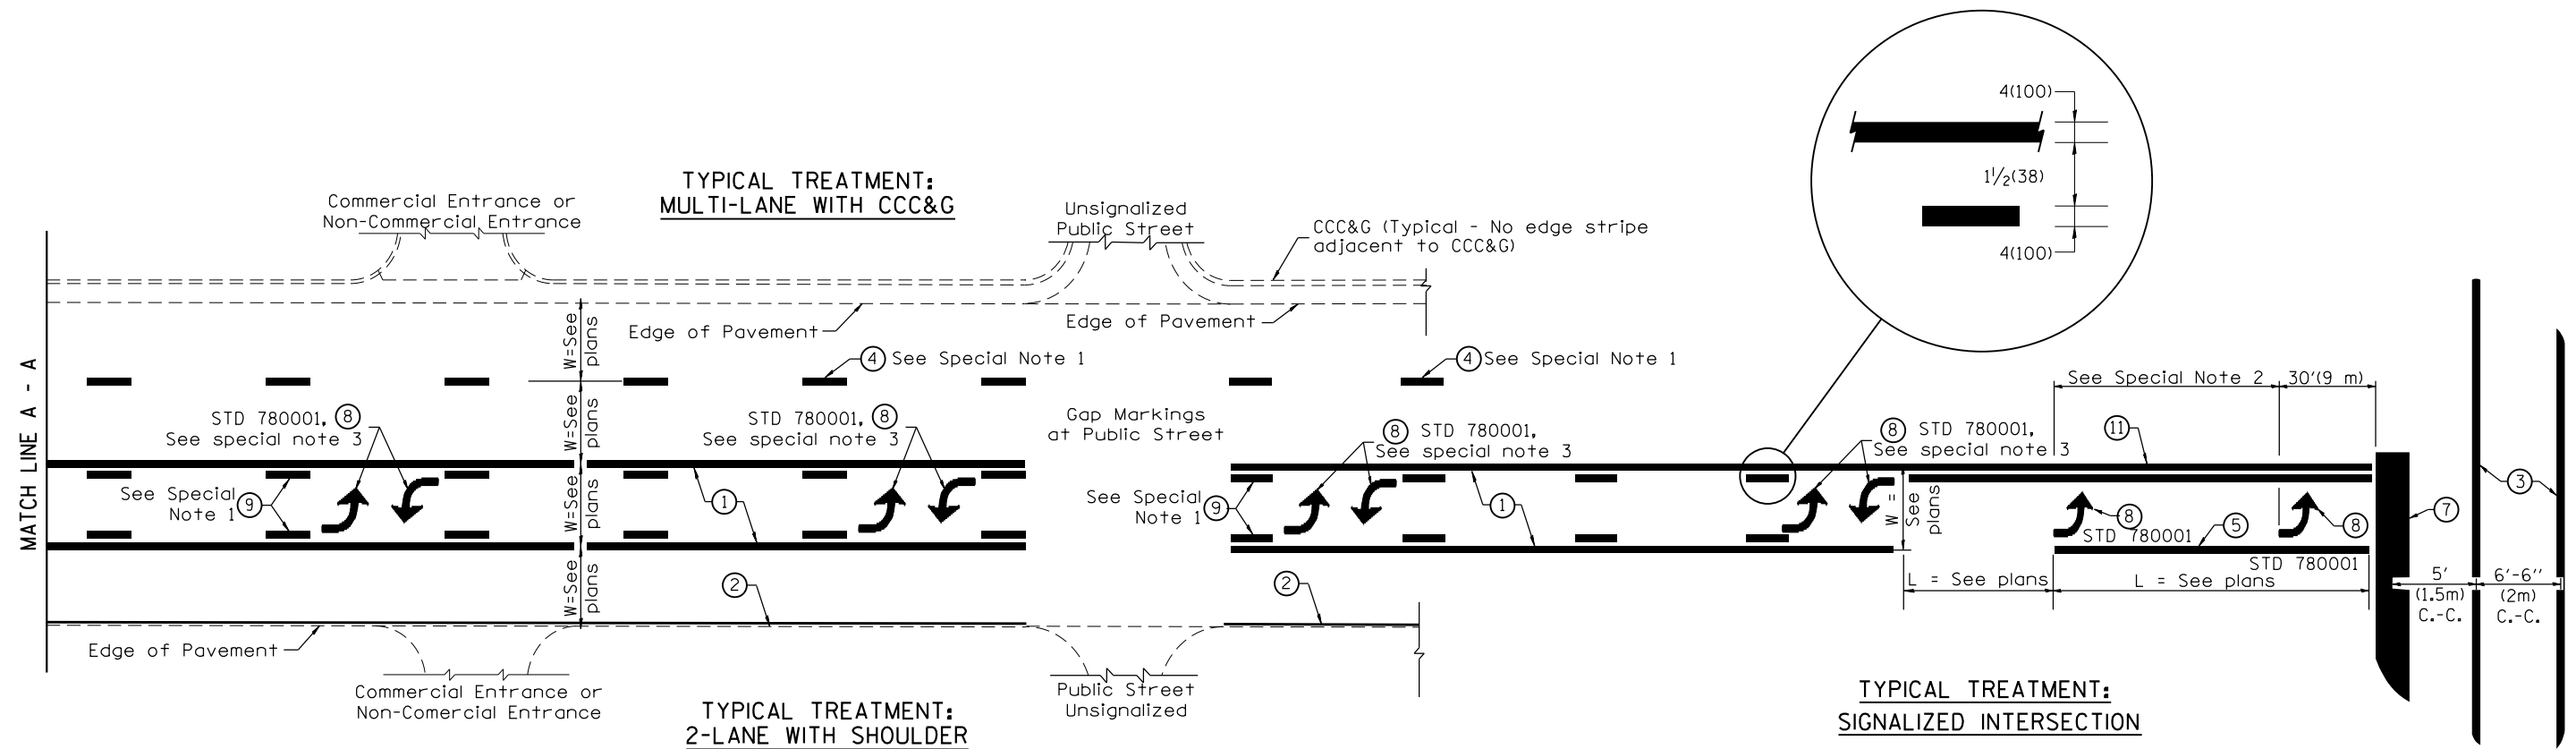 TYPICAL TREATMENT:
MULTI-LANE WITH CCC&G
Commercial Entrance or
Non-Commercial Entrance
Unsignalized
Public Street
CCC&G (Typical - No edge stripe
adjacent to CCC&G)
4(100)
1 1/2(38)
4(100)
Edge of Pavement
Edge of Pavement
MATCH LINE A - A
W=See
plans
W=See
plans
W=See
plans
W=See
plans
4 See Special Note 1
4 See Special Note 1
STD 780001, 8
See special note 3
STD 780001, 8
See special note 3
Gap Markings
at Public Street
8 STD 780001,
See special note 3
8 STD 780001,
See special note 3
See Special Note 2
30'(9 m)
11
See Special
Note 1
9
1
See Special
Note 1
9
1
W =
See
plans
8
STD 780001
5
8
STD 780001
7
3
L = See plans
L = See plans
5'
(1.5m)
C.-C.
6'-6''
(2m)
C.-C.
2
2
Edge of Pavement
Commercial Entrance or
Non-Comercial Entrance
Public Street
Unsignalized
TYPICAL TREATMENT:
2-LANE WITH SHOULDER
TYPICAL TREATMENT:
SIGNALIZED INTERSECTION